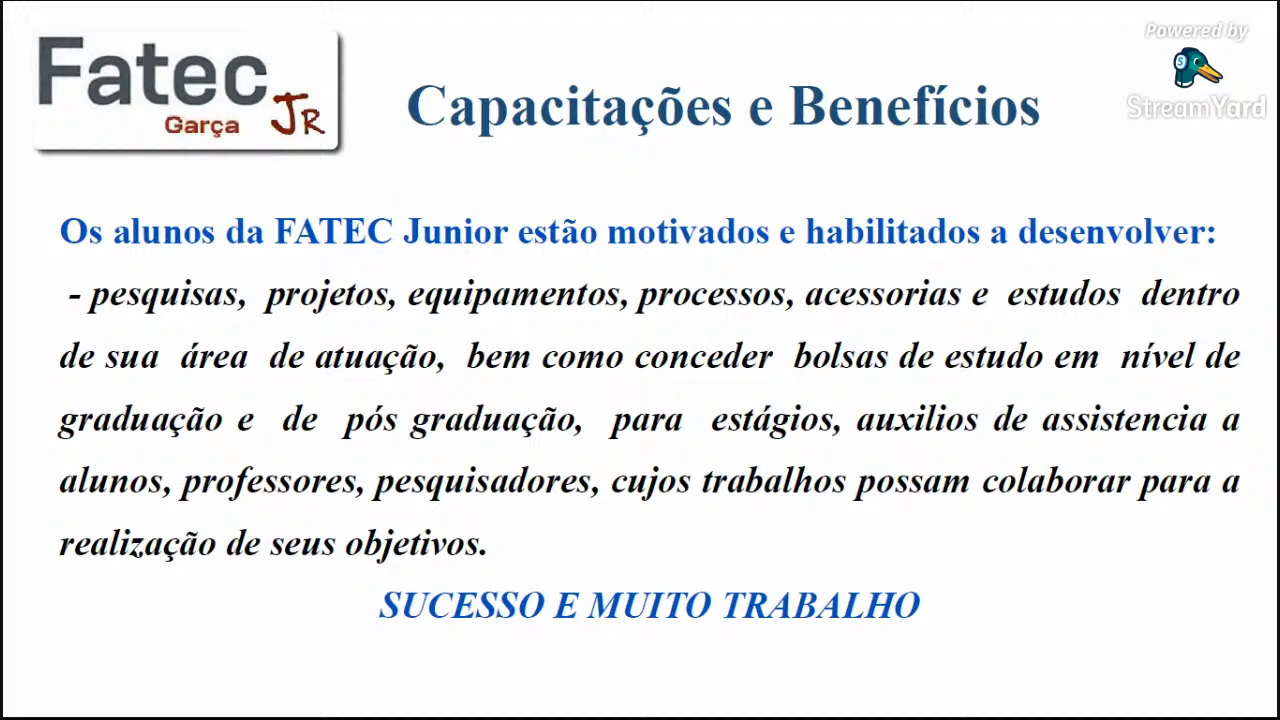 Fatec
Garça JR
Capacitações e Benefícios
Powered by
StreamYard
Os alunos da FATEC Junior estão motivados e habilitados a desenvolver:
- pesquisas, projetos, equipamentos, processos, acessorias e estudos dentro
de sua área de atuação, bem como conceder bolsas de estudo em nível de
graduação e de pós graduação, para estágios, auxilios de assistencia a
alunos, professores, pesquisadores, cujos trabalhos possam colaborar para a
realização de seus objetivos.
SUCESSO E MUITO TRABALHO